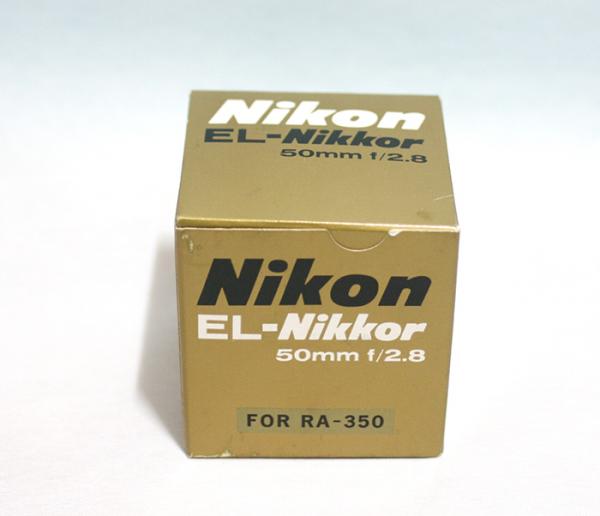 Nikon
EL-Nikkor
50mm f/2.8
Nikon
EL-Nikkor
50mm f/2.8
FOR RA-350